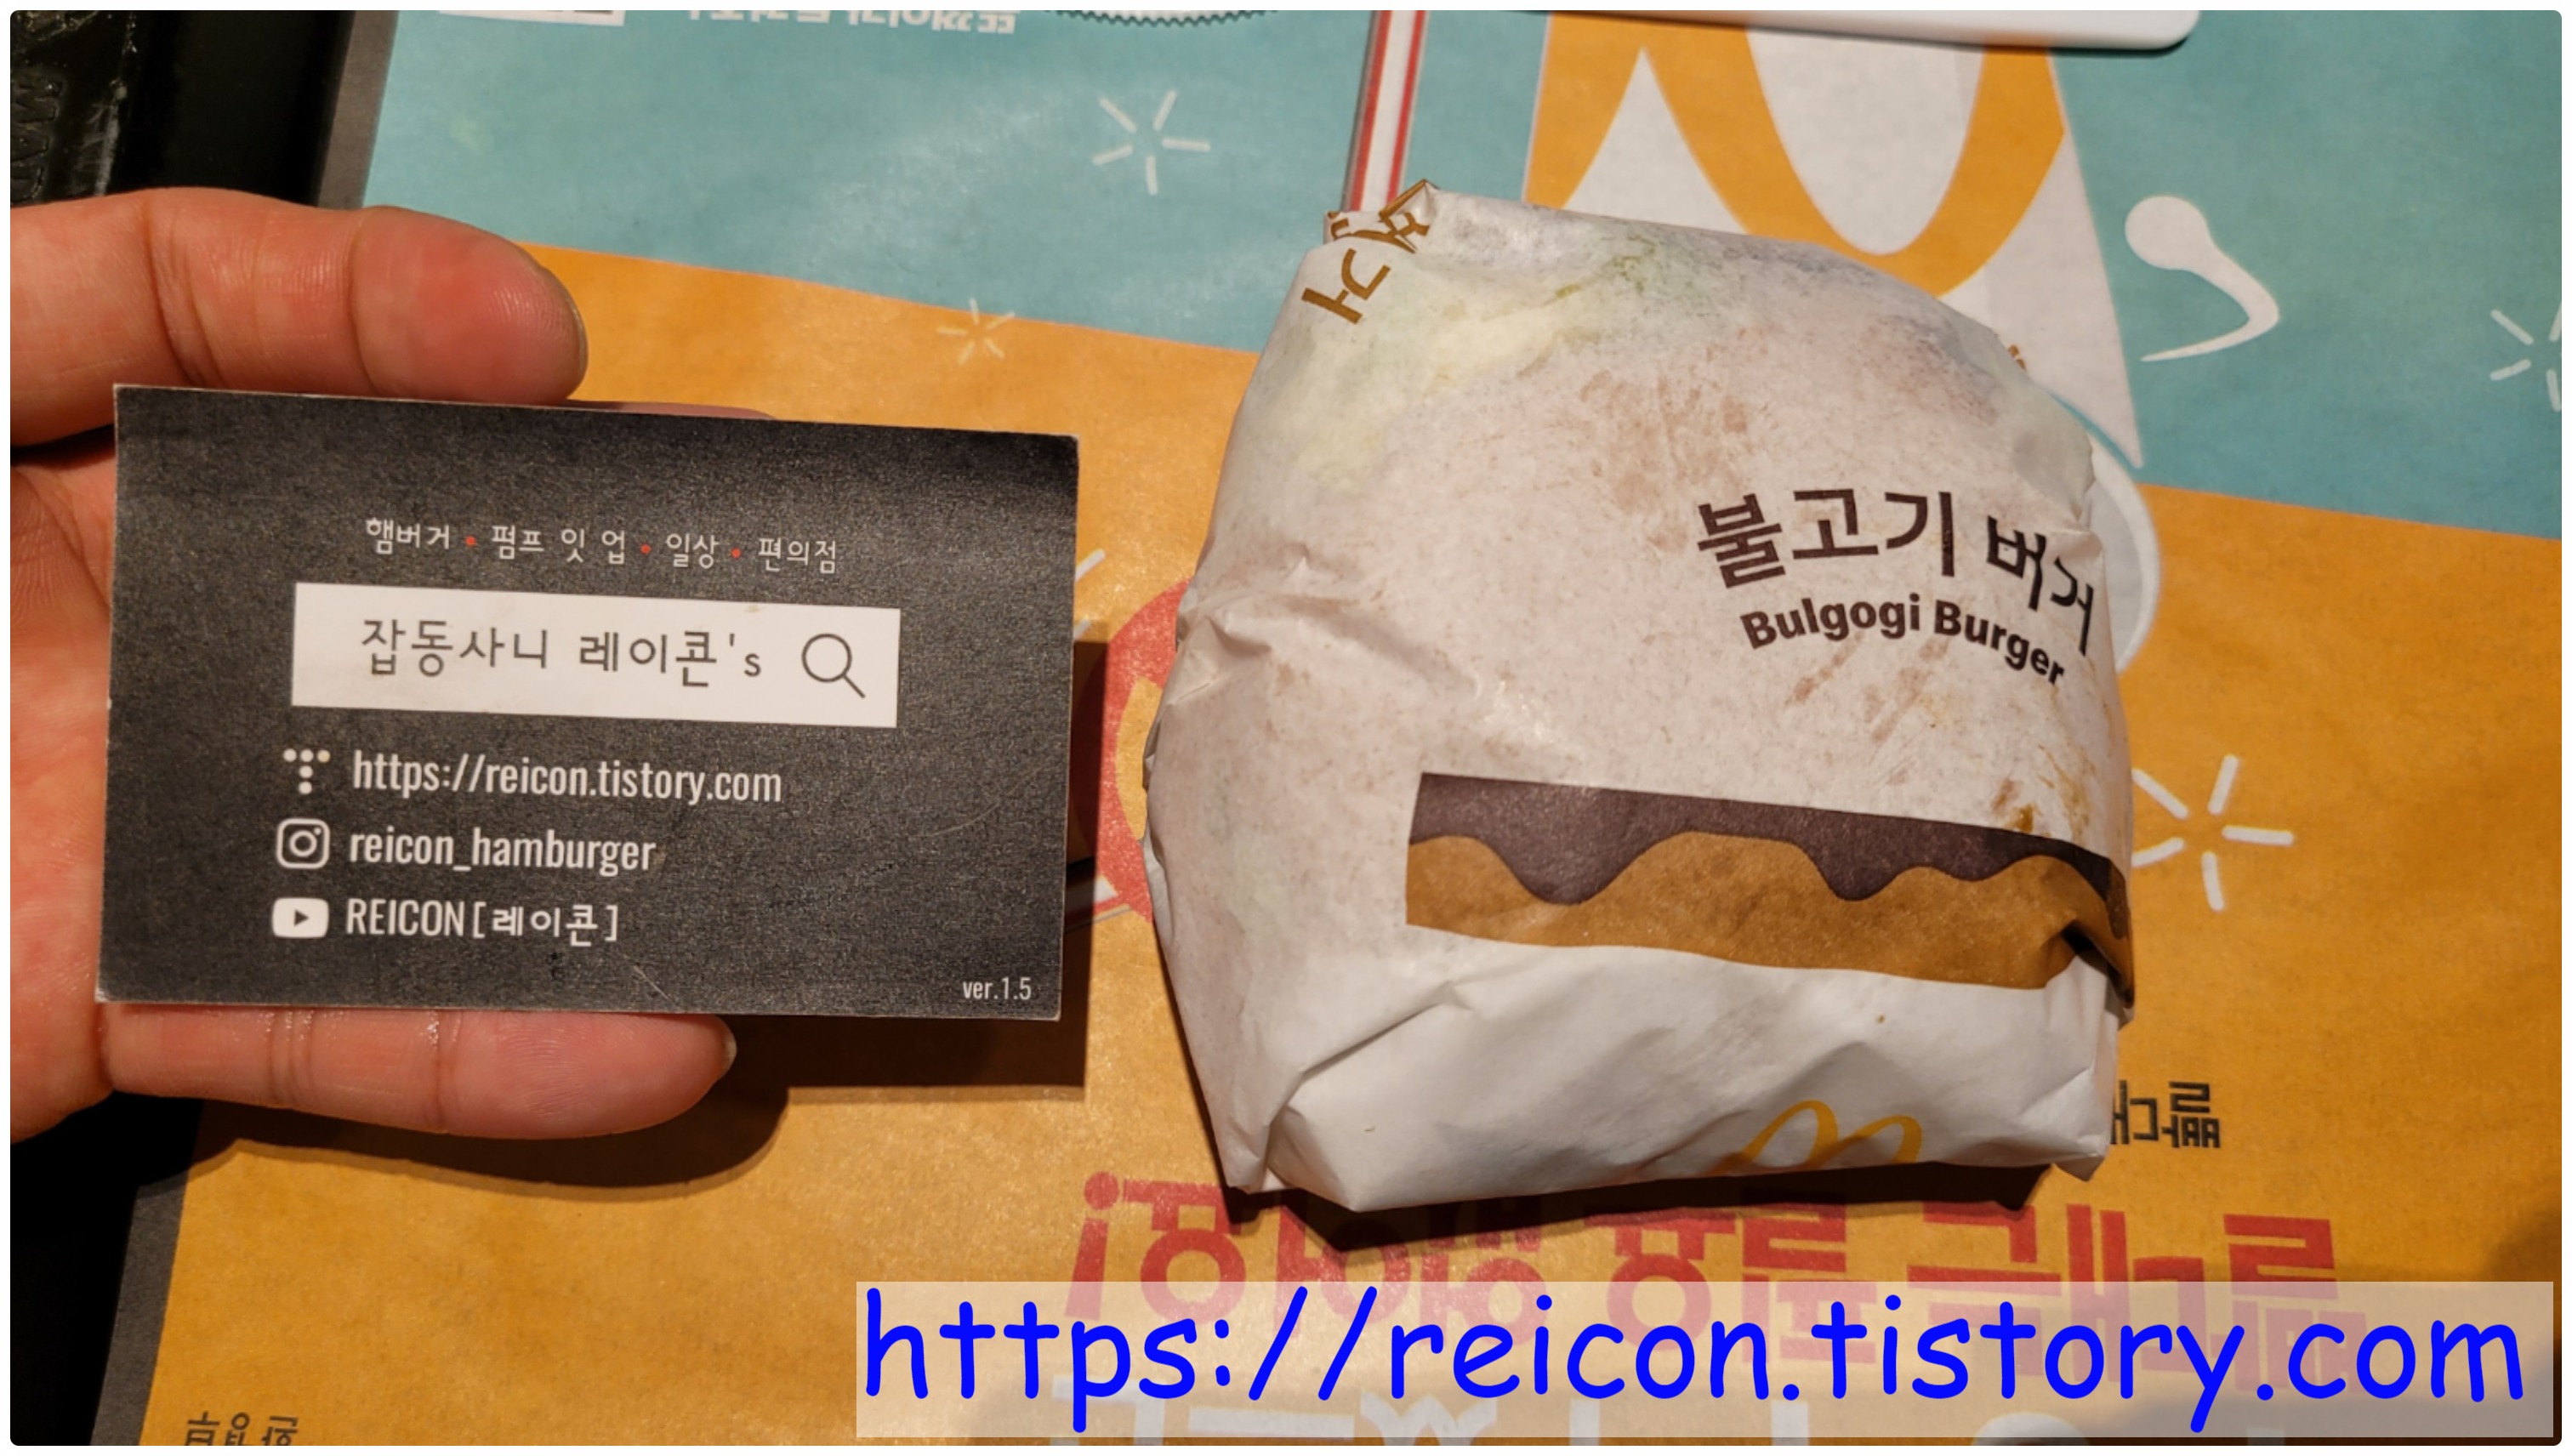 햄버거 • 펌프 잇 업 • 일상 • 편의점
잡동사니 레이콘's
https://reicon.tistory.com
reicon_hamburger
REICON[레이콘]
ver.1.5
버거
불고기 버거
Bulgogi Burger
https://reicon.tistory.com